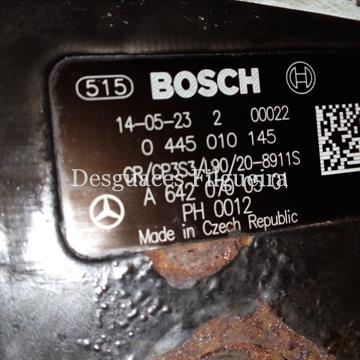 515 BOSCH
14-05-23 2 00022
0 445 010 145
CR/CP3S3/L90/20-8911S
Desguaces Filgueira
A 642 070 05 01
PH 0012
Made in Czech Republic